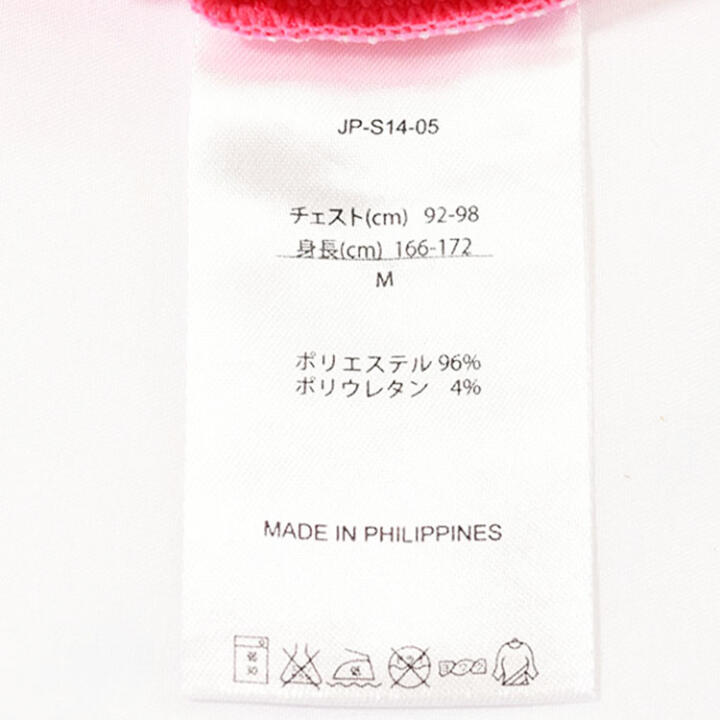 JP-S14-05
チェスト(cm) 92-98
身長(cm) 166-172
M
ポリエステル 96%
ポリウレタン 4%
MADE IN PHILIPPINES